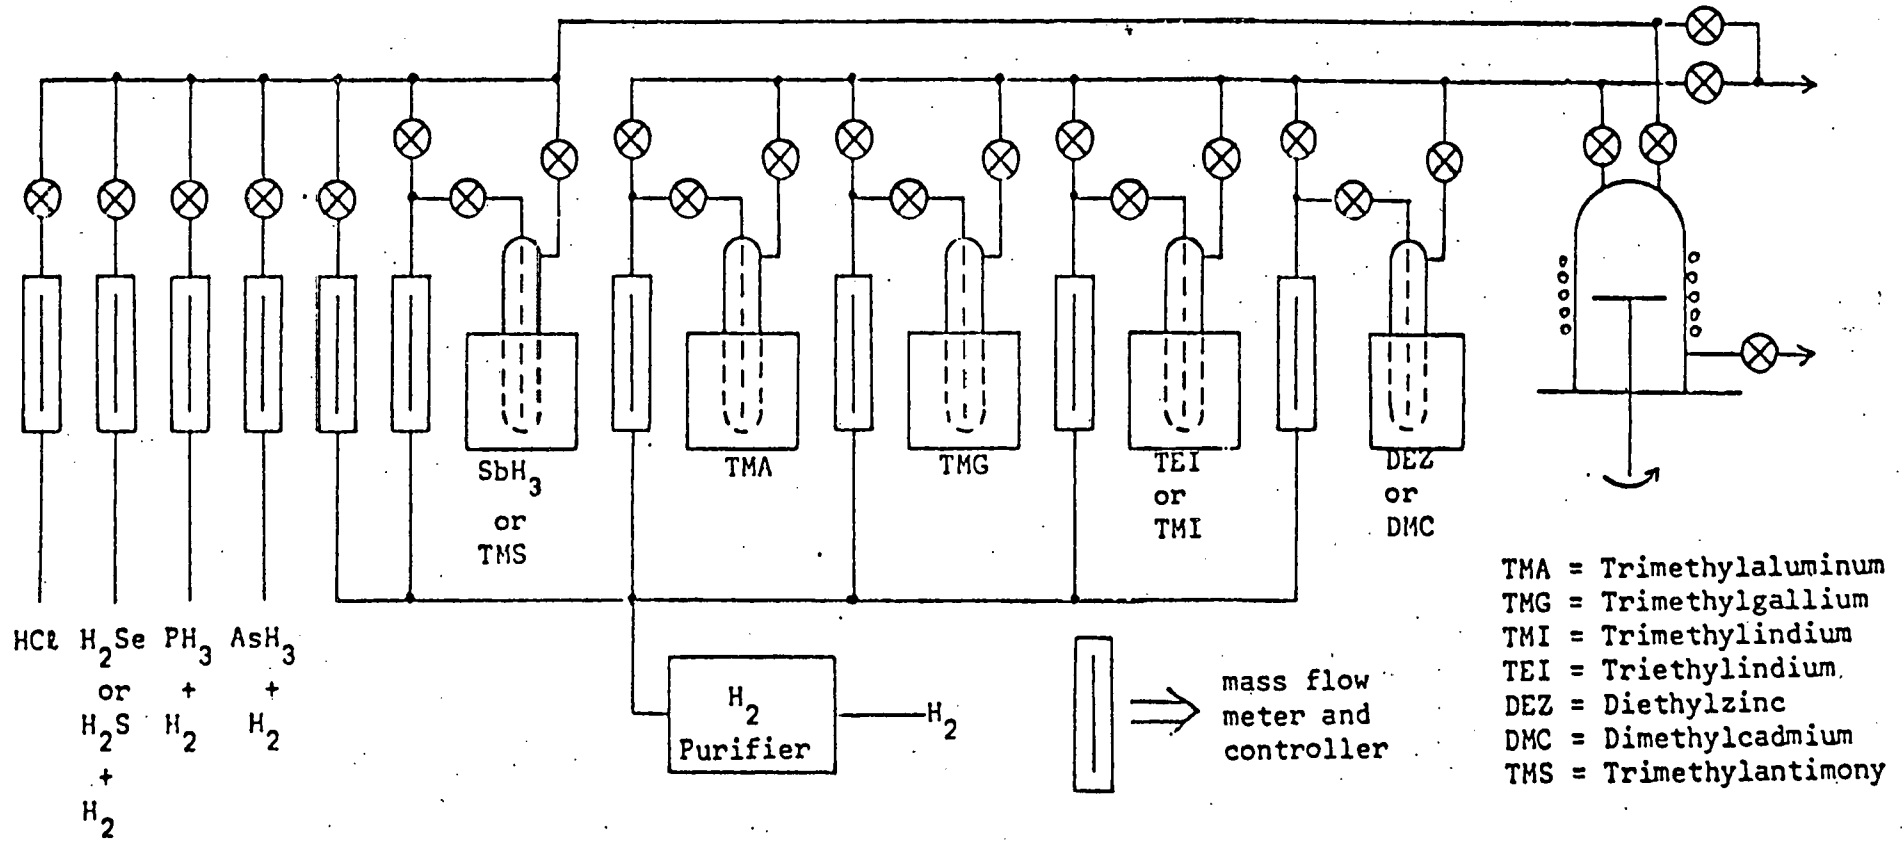 SbH3
or
TMS
TMA
TMG
TEI
or
TMI
DEZ
or
DMC
HCl
H2Se
or
H2S
+
H2
PH3
+
H2
AsH3
+
H2
H2
Purifier
H2
mass flow
meter and
controller
TMA = Trimethylaluminum
TMG = Trimethylgallium
TMI = Trimethylindium
TEI = Triethylindium
DEZ = Diethylzinc
DMC = Dimethylcadmium
TMS = Trimethylantimony